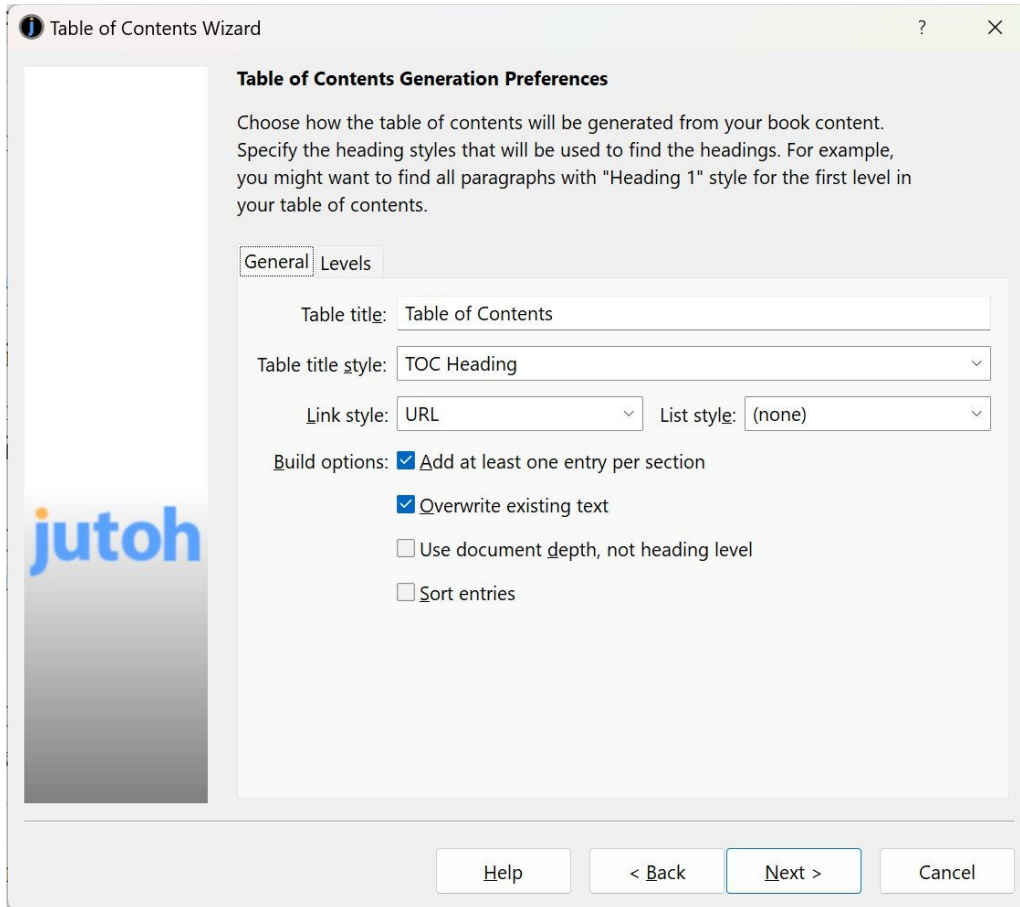 Table of Contents Wizard
?
Table of Contents Generation Preferences
Choose how the table of contents will be generated from your book content.
Specify the heading styles that will be used to find the headings. For example,
you might want to find all paragraphs with "Heading 1" style for the first level in
your table of contents.
General Levels
Table title: Table of Contents
Table title style: TOC Heading
Link style: URL List style: (none)
Build options: Add at least one entry per section
Overwrite existing text
jutoh
Use document depth, not heading level
Sort entries
Help < Back Next > Cancel